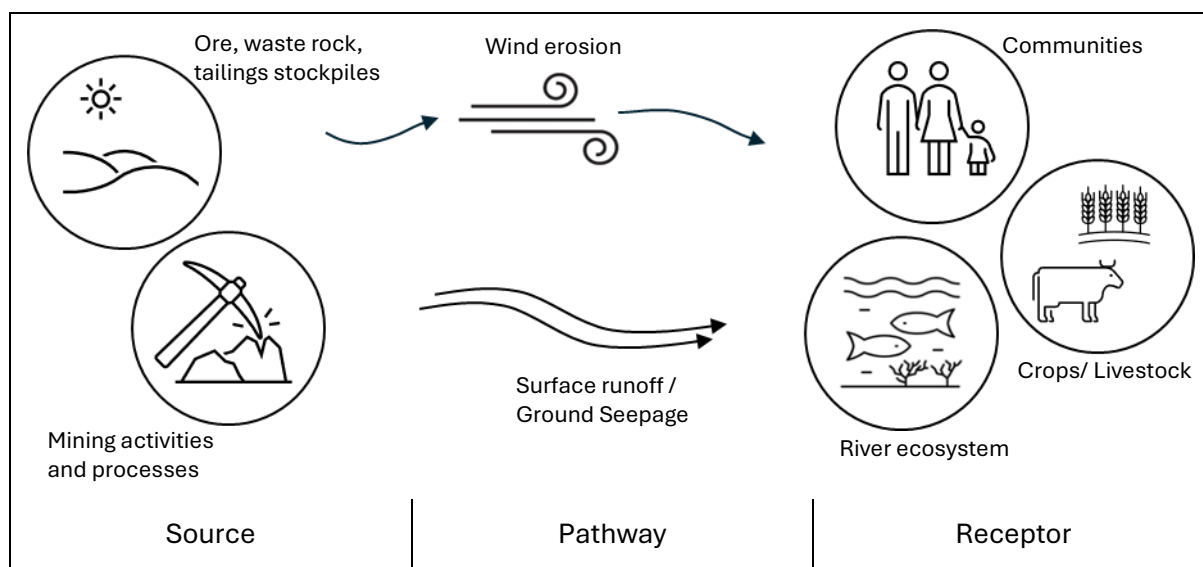 Ore, waste rock,
tailings stockpiles
Wind erosion
Communities
Mining activities
and processes
Surface runoff /
Ground Seepage
Crops/ Livestock
River ecosystem
Source
Pathway
Receptor